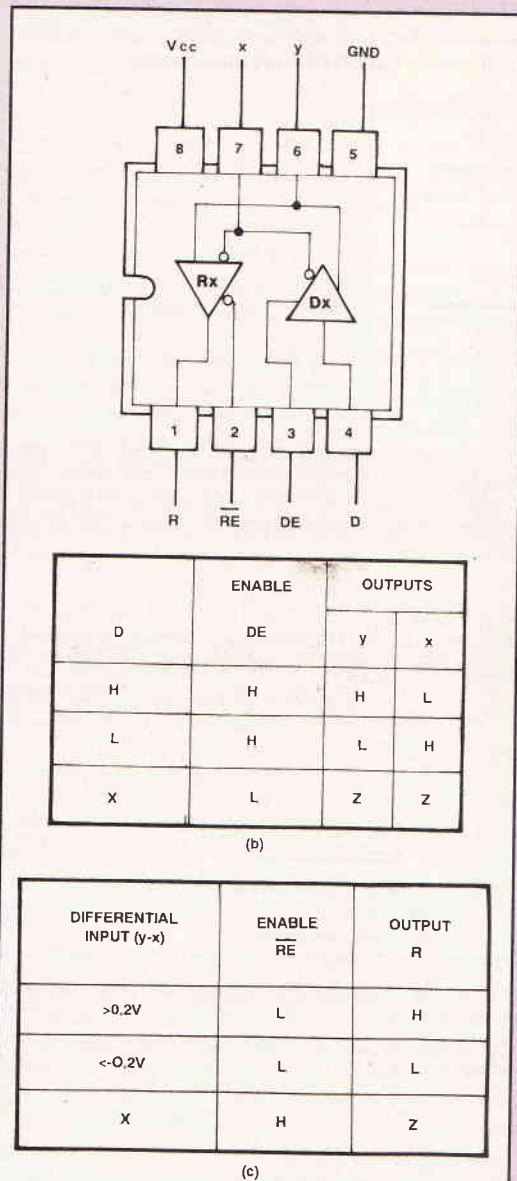 Vcc x y GND
8 7 6 5
Rx Dx
1 2 3 4
R RE DE D
ENABLE OUTPUTS
D DE y x
H H H L
L H L H
X L Z Z
(b)
DIFFERENTIAL ENABLE OUTPUT
INPUT (y-x) RE R
>0,2V L H
<-O,2V L L
X H Z
(c)